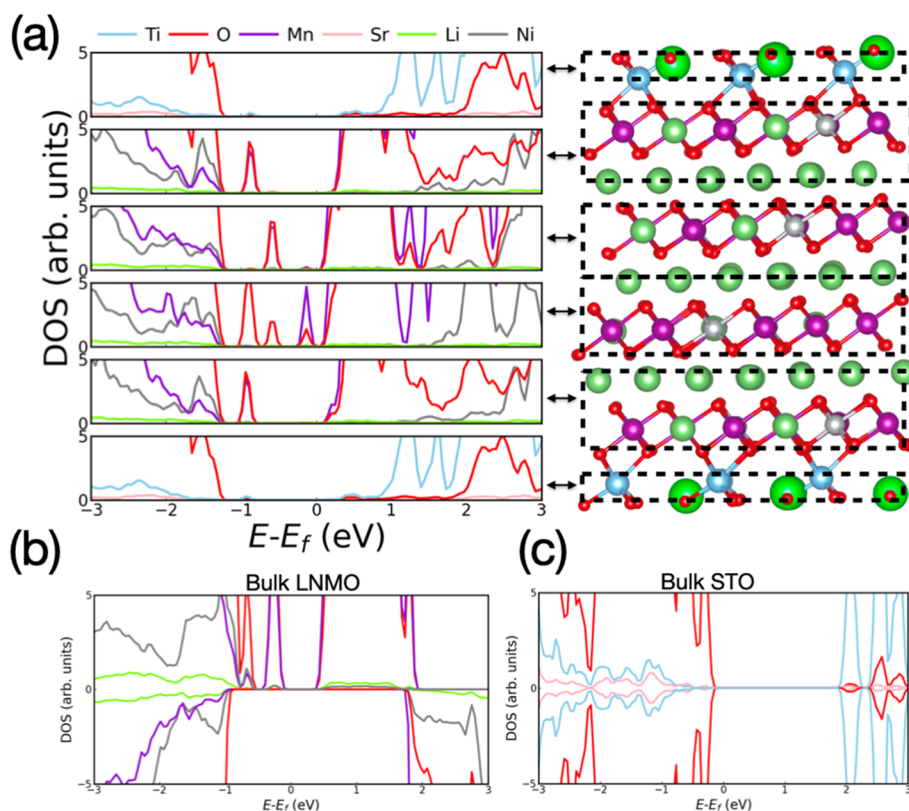 (a)
Ti O Mn Sr Li Ni
DOS (arb. units)
5
0
5
0
5
0
5
0
5
0
5
0
−3 −2 −1 0 1 2 3
E-E_f (eV)
(b)
Bulk LNMO
DOS (arb. units)
5
0
−5
−3 −2 −1 0 1 2 3
E-E_f (eV)
(c)
Bulk STO
DOS (arb. units)
5
0
−5
−3 −2 −1 0 1 2 3
E-E_f (eV)